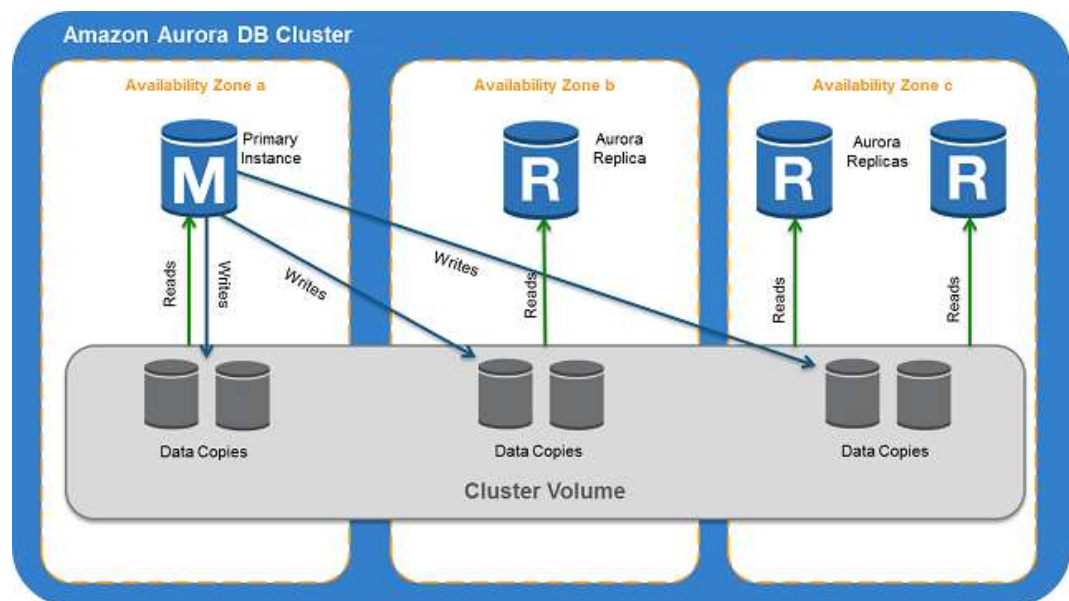 Amazon Aurora DB Cluster
Availability Zone a
Availability Zone b
Availability Zone c
M
Primary
Instance
R
Aurora
Replica
R
Aurora
Replicas
R
Reads
Writes
Writes
Reads
Writes
Reads
Reads
Data Copies
Data Copies
Data Copies
Cluster Volume